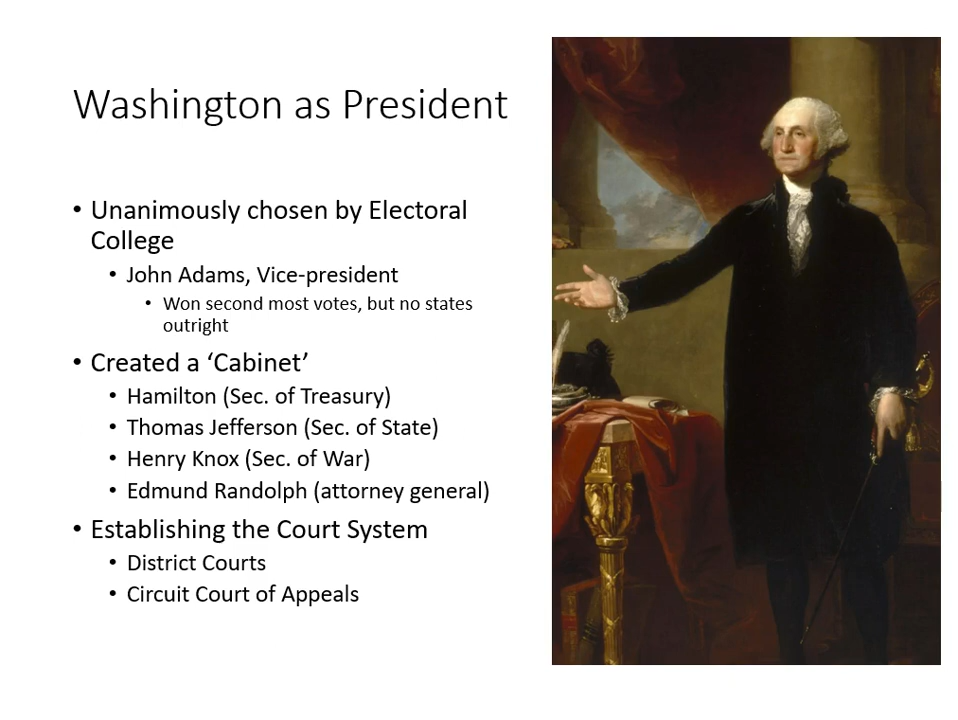 Washington as President
• Unanimously chosen by Electoral
College
• John Adams, Vice-president
• Won second most votes, but no states
outright
• Created a ‘Cabinet’
• Hamilton (Sec. of Treasury)
• Thomas Jefferson (Sec. of State)
• Henry Knox (Sec. of War)
• Edmund Randolph (attorney general)
• Establishing the Court System
• District Courts
• Circuit Court of Appeals